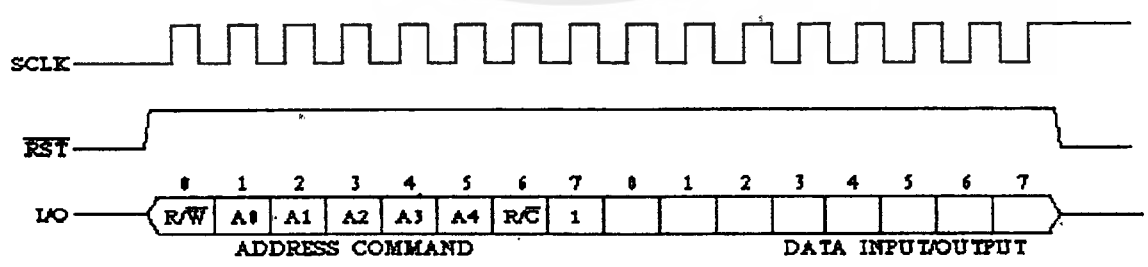 SCLK
R̅S̅T̅
0 1 2 3 4 5 6 7 0 1 2 3 4 5 6 7
I/O R/W̅ A0 A1 A2 A3 A4 R/C̅ 1
ADDRESS COMMAND DATA INPUT/OUTPUT